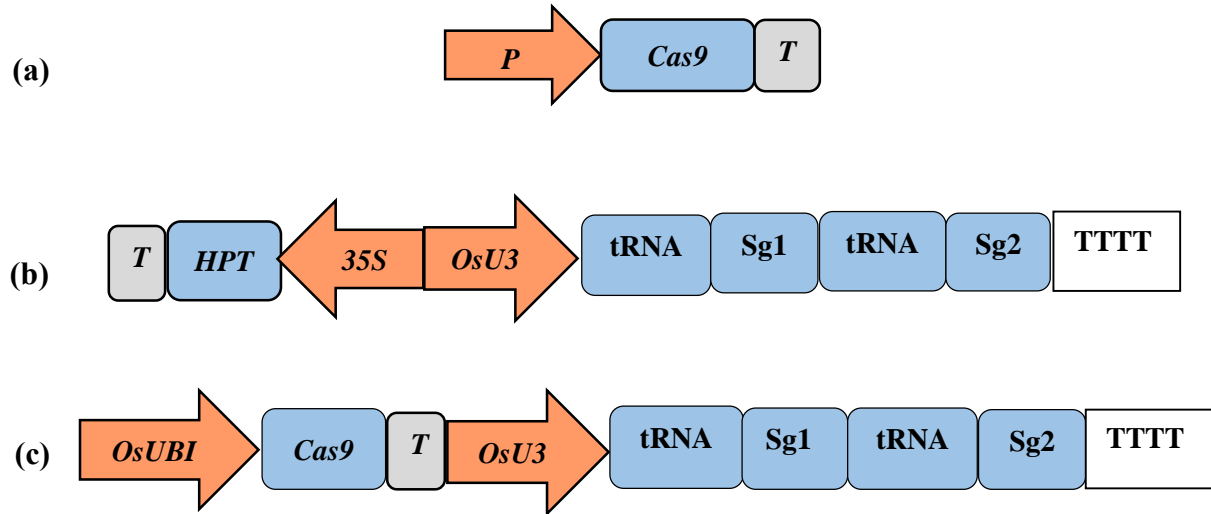 (a) P Cas9 T
(b) T HPT 35S OsU3 tRNA Sg1 tRNA Sg2 TTTT
(c) OsUBI Cas9 T OsU3 tRNA Sg1 tRNA Sg2 TTTT